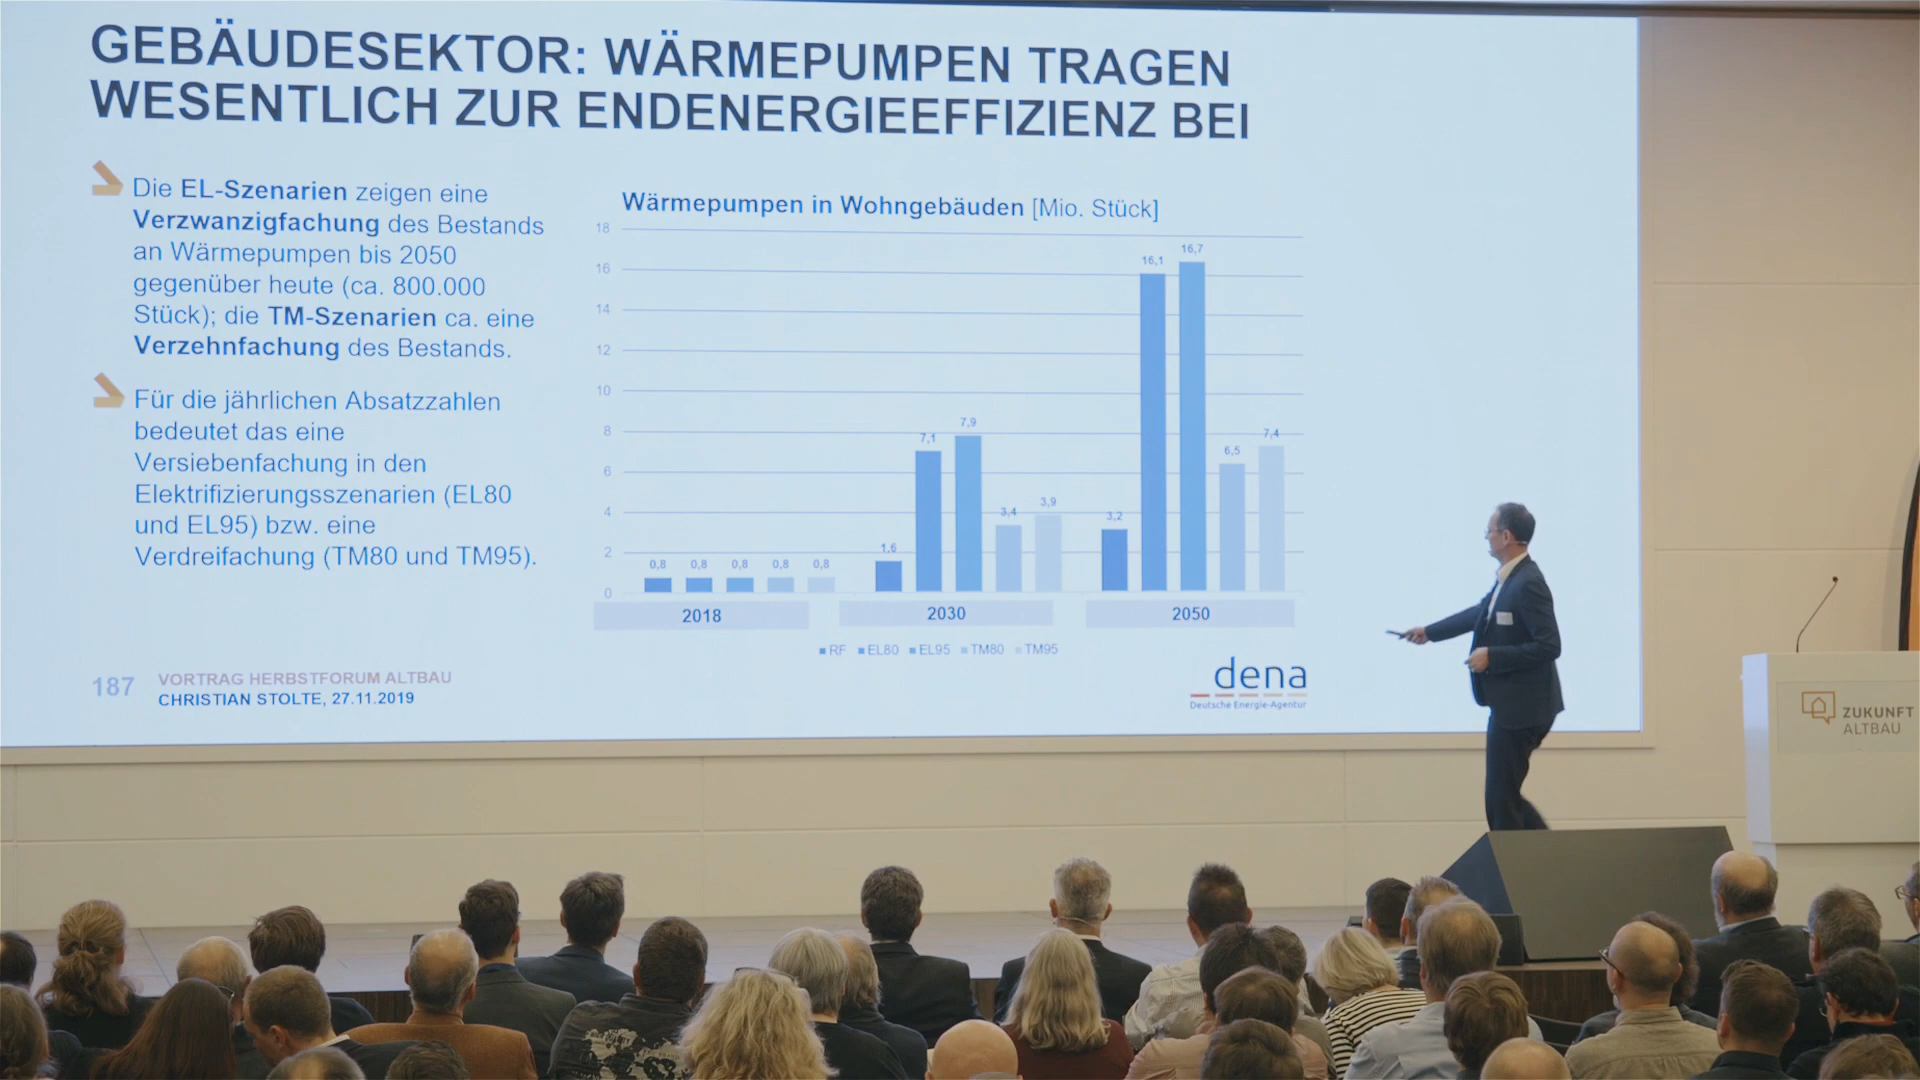 GEBÄUDESEKTOR: WÄRMEPUMPEN TRAGEN
WESENTLICH ZUR ENDENERGIEEFFIZIENZ BEI
Die EL-Szenarien zeigen eine
Verzwanzigfachung des Bestands
an Wärmepumpen bis 2050
gegenüber heute (ca. 800.000
Stück); die TM-Szenarien ca. eine
Verzehnfachung des Bestands.
Für die jährlichen Absatzzahlen
bedeutet das eine
Versiebenfachung in den
Elektrifizierungsszenarien (EL80
und EL95) bzw. eine
Verdreifachung (TM80 und TM95).
Wärmepumpen in Wohngebäuden [Mio. Stück]
18
16
14
12
10
8
6
4
2
0
0,8 0,8 0,8 0,8 0,8
1,6 7,1 7,9 3,4 3,9
3,2 16,1 16,7 6,5 7,4
2018 2030 2050
RF EL80 EL95 TM80 TM95
187
VORTRAG HERBSTFORUM ALTBAU
CHRISTIAN STOLTE, 27.11.2019
dena
Deutsche Energie-Agentur
ZUKUNFT
ALTBAU